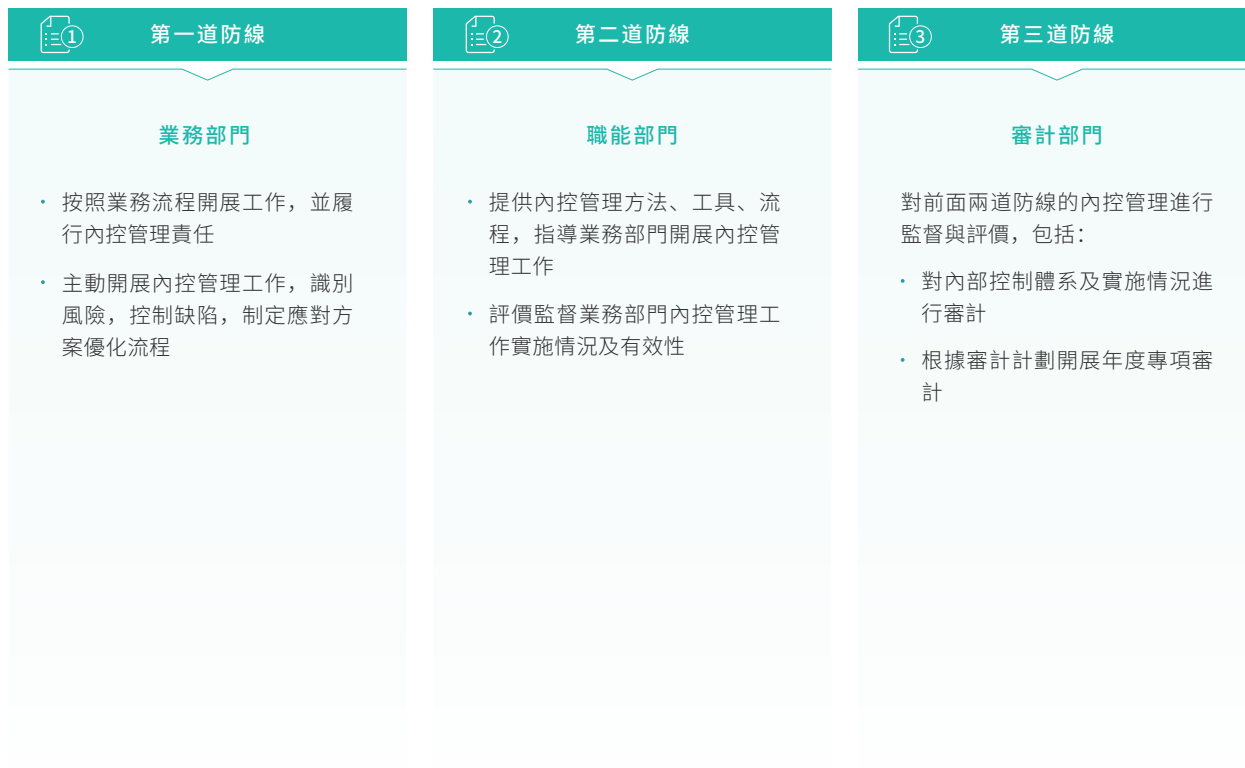 1
第一道防線
業務部門
· 按照業務流程開展工作，並履
行內控管理責任
· 主動開展內控管理工作，識別
風險，控制缺陷，制定應對方
案優化流程
2
第二道防線
職能部門
· 提供內控管理方法、工具、流
程，指導業務部門開展內控管
理工作
· 評價監督業務部門內控管理工
作實施情況及有效性
3
第三道防線
審計部門
對前面兩道防線的內控管理進行
監督與評價，包括：
· 對內部控制體系及實施情況進
行審計
· 根據審計計劃開展年度專項審
計